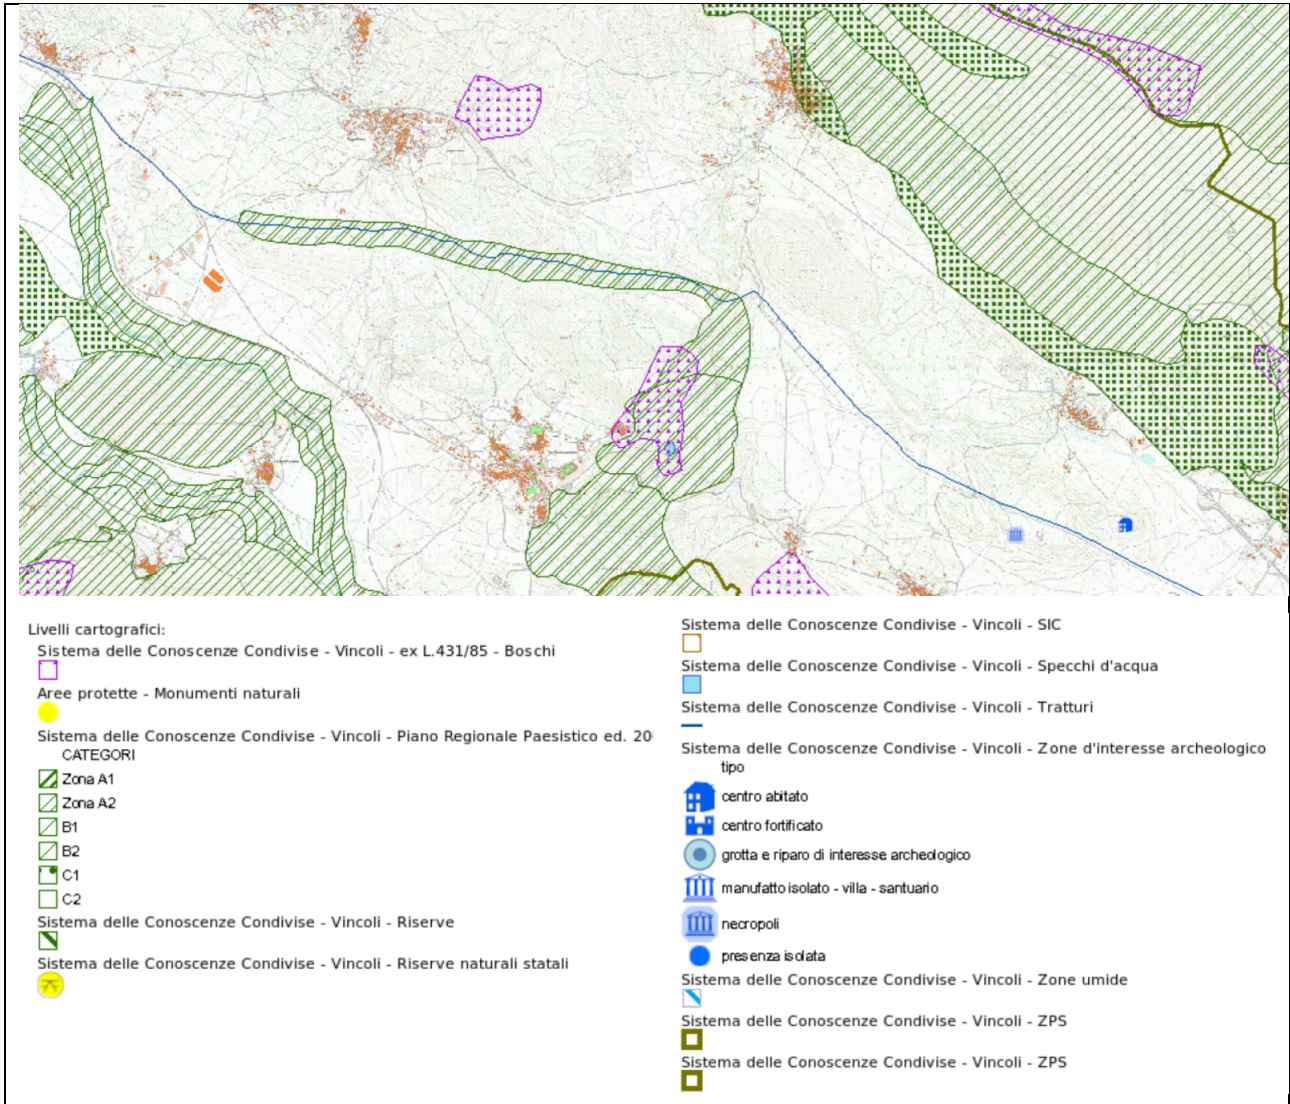 Livelli cartografici:
Sistema delle Conoscenze Condivise - Vincoli - ex L.431/85 - Boschi
Aree protette - Monumenti naturali
Sistema delle Conoscenze Condivise - Vincoli - Piano Regionale Paesistico ed. 20
CATEGORI
Zona A1
Zona A2
B1
B2
C1
C2
Sistema delle Conoscenze Condivise - Vincoli - Riserve
Sistema delle Conoscenze Condivise - Vincoli - Riserve naturali statali
Sistema delle Conoscenze Condivise - Vincoli - SIC
Sistema delle Conoscenze Condivise - Vincoli - Specchi d'acqua
Sistema delle Conoscenze Condivise - Vincoli - Tratturi
Sistema delle Conoscenze Condivise - Vincoli - Zone d'interesse archeologico
tipo
centro abitato
centro fortificato
grotta e riparo di interesse archeologico
manufatto isolato - villa - santuario
necropoli
presenza isolata
Sistema delle Conoscenze Condivise - Vincoli - Zone umide
Sistema delle Conoscenze Condivise - Vincoli - ZPS
Sistema delle Conoscenze Condivise - Vincoli - ZPS